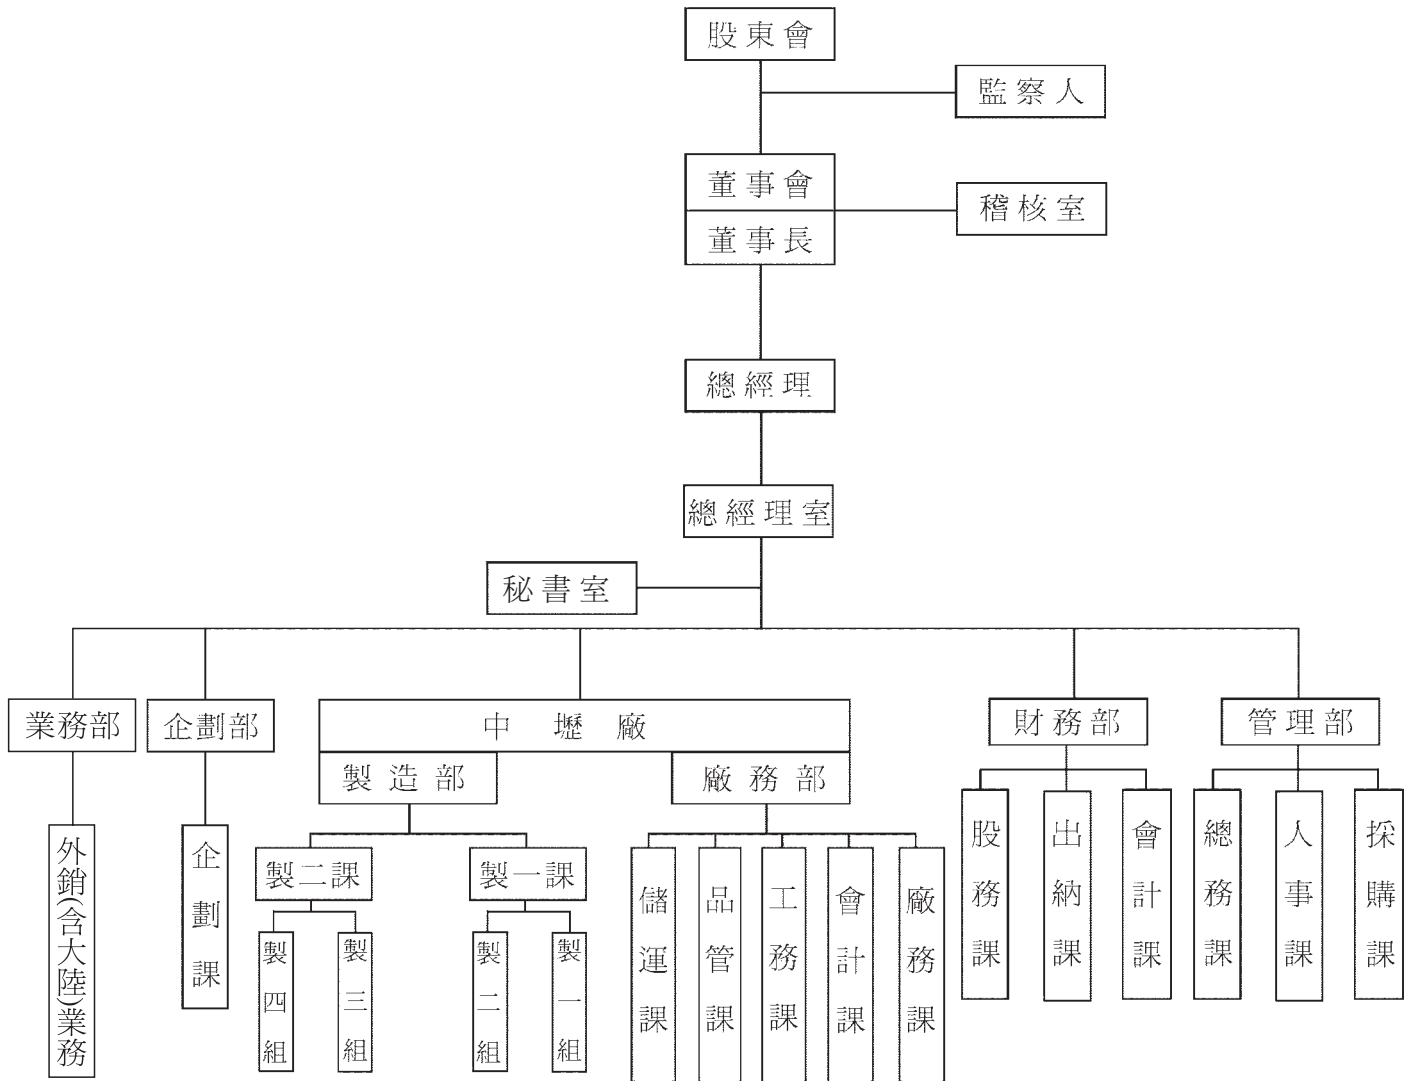 股東會
監察人
董事會
稽核室
董事長
總經理
總經理室
秘書室
業務部
企劃部
中壢廠
財務部
管理部
製造部
廠務部
外銷(含大陸)業務
企劃課
製二課
製一課
製四組
製三組
製二組
製一組
儲運課
品管課
工務課
會計課
廠務課
股務課
出納課
會計課
總務課
人事課
採購課